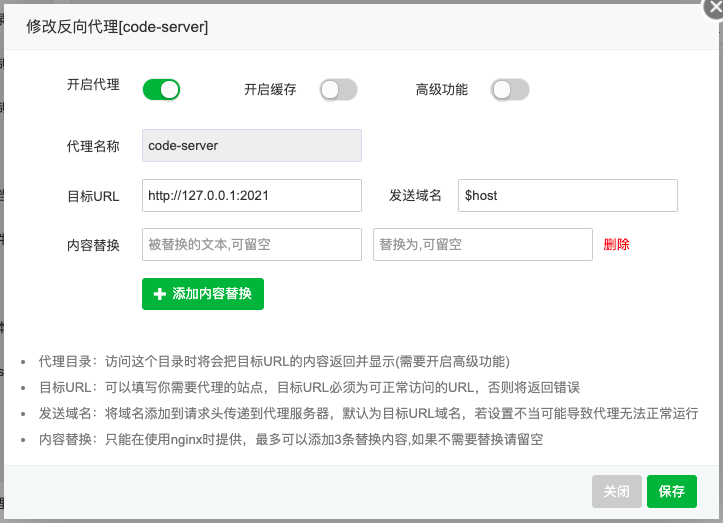 修改反向代理[code-server]
开启代理 开启缓存 高级功能
代理名称 code-server
目标URL http://127.0.0.1:2021 发送域名 $host
内容替换 被替换的文本,可留空 替换为,可留空 删除
添加内容替换
代理目录：访问这个目录时将会把目标URL的内容返回并显示(需要开启高级功能)
目标URL：可以填写你需要代理的站点，目标URL必须为可正常访问的URL，否则将返回错误
发送域名：将域名添加到请求头传递到代理服务器，默认为目标URL域名，若设置不当可能导致代理无法正常运行
内容替换：只能在使用nginx时提供，最多可以添加3条替换内容,如果不需要替换请留空
关闭 保存